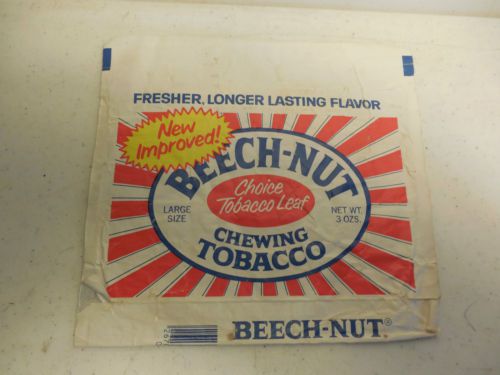 FRESHER, LONGER LASTING FLAVOR
New
Improved!
BEECH-NUT
Choice
Tobacco Leaf
LARGE
SIZE
NET WT.
3 OZS.
CHEWING
TOBACCO
BEECH-NUT®